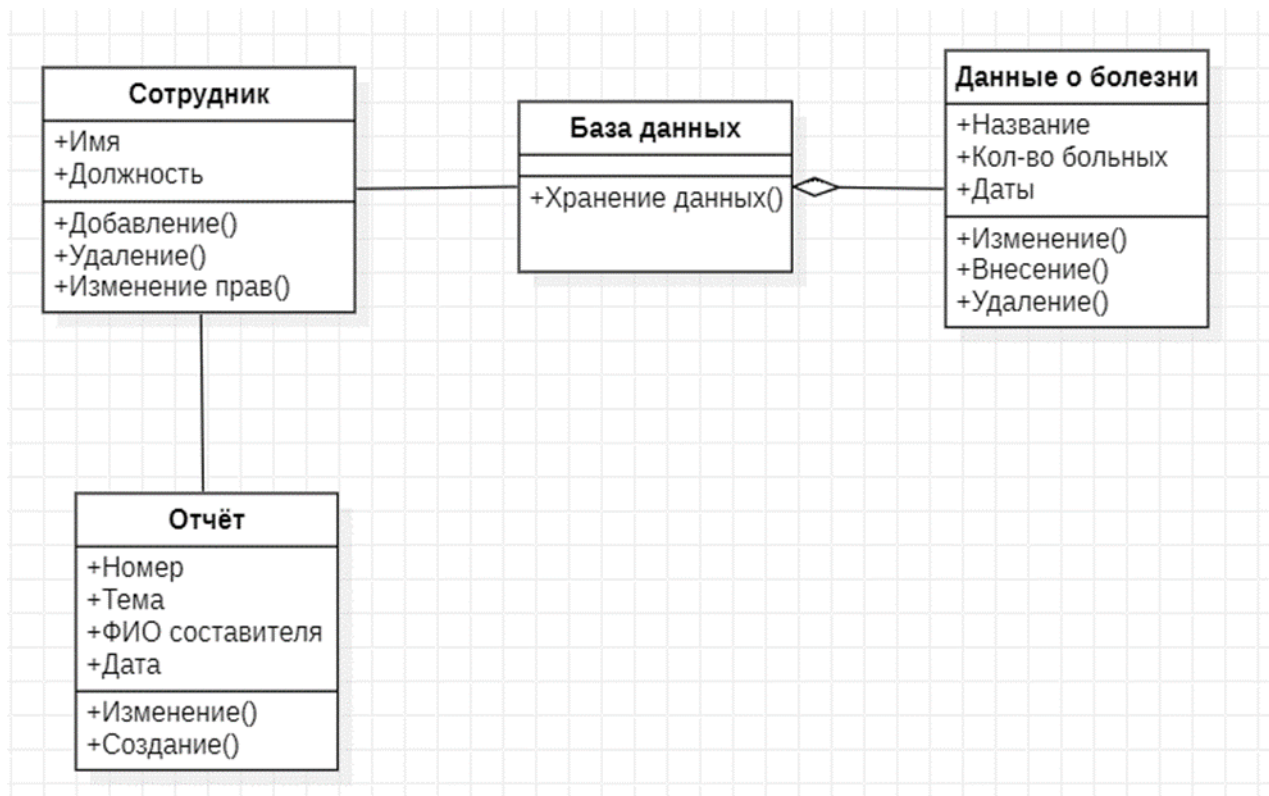 Сотрудник
+Имя
+Должность
+Добавление()
+Удаление()
+Изменение прав()
База данных
+Хранение данных()
Данные о болезни
+Название
+Кол-во больных
+Даты
+Изменение()
+Внесение()
+Удаление()
Отчёт
+Номер
+Тема
+ФИО составителя
+Дата
+Изменение()
+Создание()